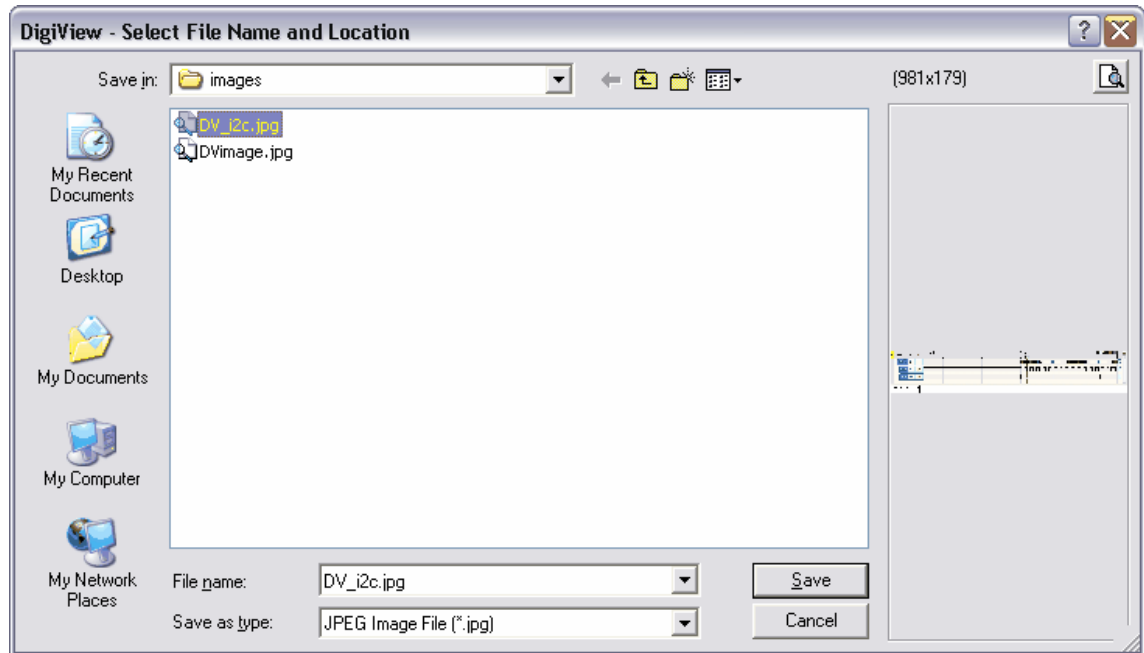 DigiView - Select File Name and Location
Save in: images (981x179)
DV_i2c.jpg
DVimage.jpg
My Recent
Documents
Desktop
My Documents
My Computer
My Network
Places
File name: DV_i2c.jpg Save
Save as type: JPEG Image File (*.jpg) Cancel